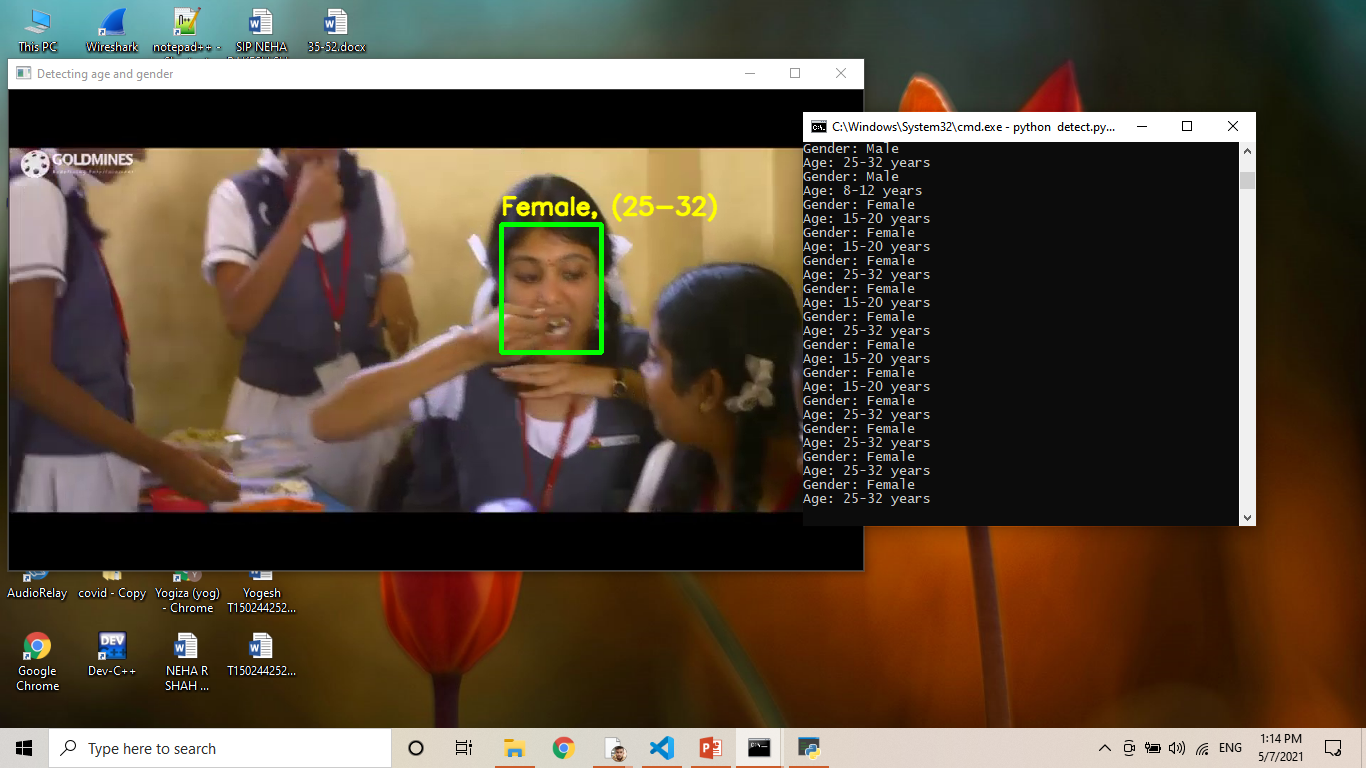 This PC
Wireshark
notepad++ -
SIP NEHA
35-52.docx
Detecting age and gender
GOLDMINES
Female, (25-32)
C:\Windows\System32\cmd.exe - python detect.py...
Gender: Male
Age: 25-32 years
Gender: Male
Age: 8-12 years
Gender: Female
Age: 15-20 years
Gender: Female
Age: 15-20 years
Gender: Female
Age: 25-32 years
Gender: Female
Age: 15-20 years
Gender: Female
Age: 25-32 years
Gender: Female
Age: 15-20 years
Gender: Female
Age: 15-20 years
Gender: Female
Age: 25-32 years
Gender: Female
Age: 25-32 years
Gender: Female
Age: 25-32 years
Gender: Female
Age: 25-32 years
AudioRelay
covid - Copy
Yogiza (yog)
- Chrome
Yogesh
T150244252...
Google
Chrome
DEV
Dev-C++
NEHA R
SHAH ...
T150244252...
Type here to search
ENG
1:14 PM
5/7/2021